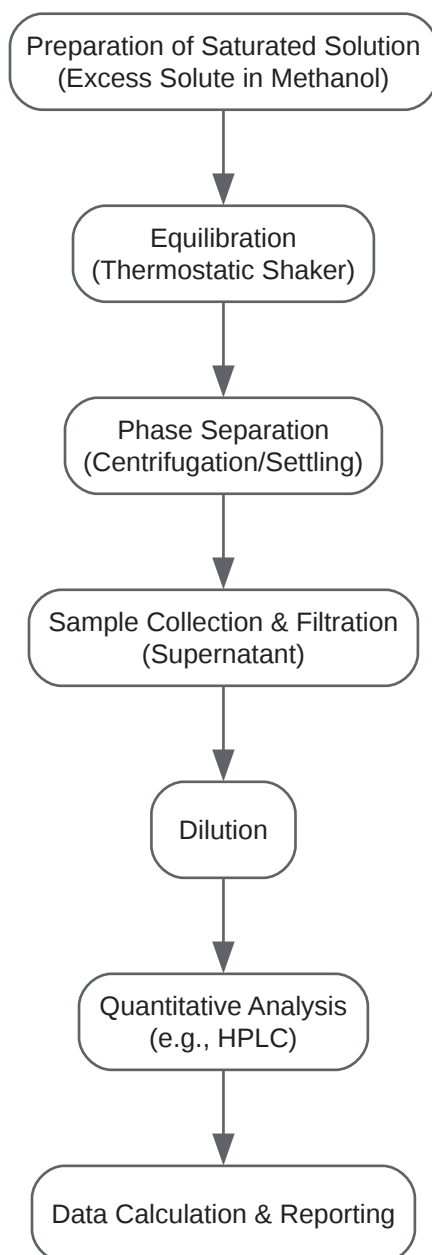 Preparation of Saturated Solution
(Excess Solute in Methanol)
Equilibration
(Thermostatic Shaker)
Phase Separation
(Centrifugation/Settling)
Sample Collection & Filtration
(Supernatant)
Dilution
Quantitative Analysis
(e.g., HPLC)
Data Calculation & Reporting